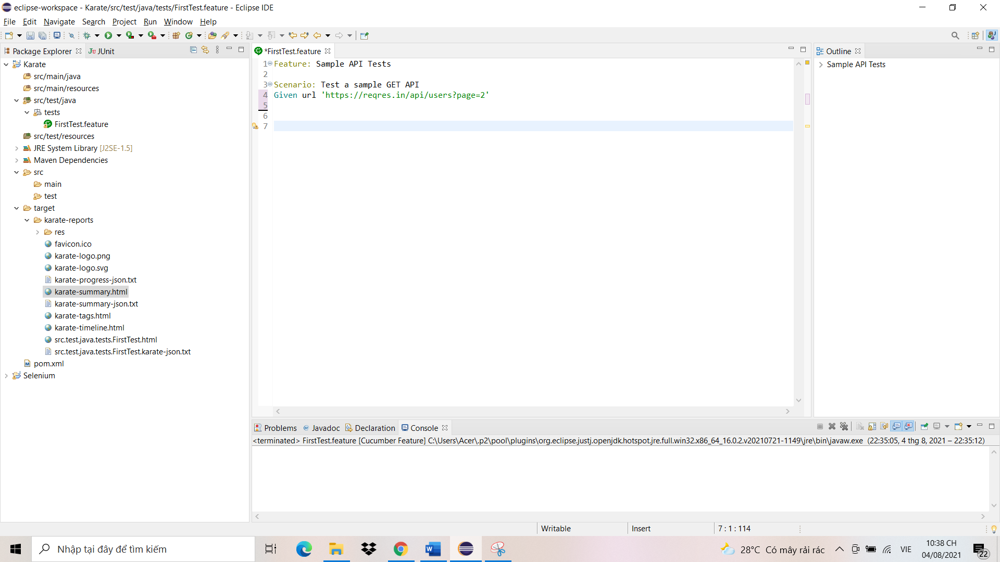 eclipse-workspace - Karate/src/test/java/tests/FirstTest.feature - Eclipse IDE
File Edit Navigate Search Project Run Window Help
Package Explorer
JUnit
Karate
src/main/java
src/main/resources
src/test/java
tests
FirstTest.feature
src/test/resources
JRE System Library [J2SE-1.5]
Maven Dependencies
src
main
test
target
karate-reports
res
favicon.ico
karate-logo.png
karate-logo.svg
karate-progress-json.txt
karate-summary.html
karate-summary-json.txt
karate-tags.html
karate-timeline.html
src.test.java.tests.FirstTest.html
src.test.java.tests.FirstTest.karate-json.txt
pom.xml
Selenium
*FirstTest.feature
1 Feature: Sample API Tests
2
3 Scenario: Test a sample GET API
4 Given url 'https://reqres.in/api/users?page=2'
5
6
7
Outline
Sample API Tests
Problems @ Javadoc Declaration Console
<terminated> FirstTest.feature [Cucumber Feature] C:\Users\Acer\.p2\pool\plugins\org.eclipse.justj.openjdk.hotspot.jre.full.win32.x86_64_16.0.2.v20210721-1149\jre\bin\javaw.exe (22:35:05, 4 thg 8, 2021 – 22:35:12)
Writable Insert 7 : 1 : 114
Nhập tại đây để tìm kiếm
28°C Có mây rải rác
VIE
10:38 CH
04/08/2021
22